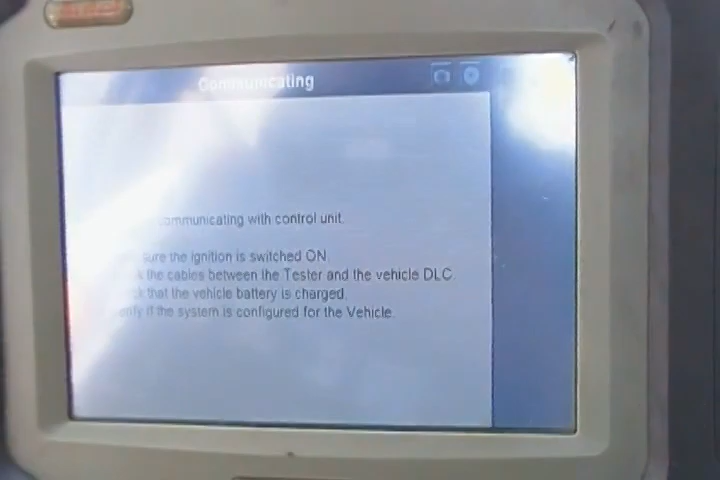 Communicating
communicating with control unit.
sure the ignition is switched ON.
the cables between the Tester and the vehicle DLC
that the vehicle battery is charged.
if the system is configured for the Vehicle.